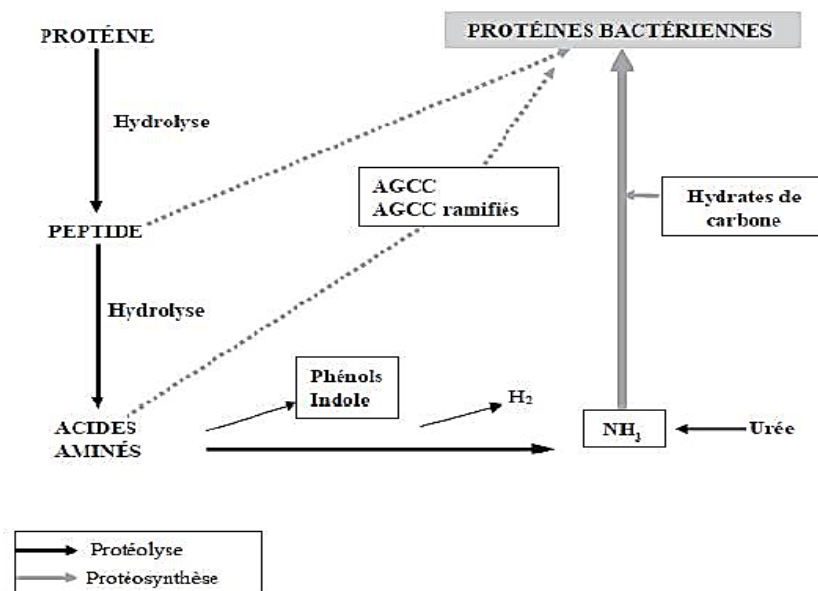 PROTÉINE
PROTÉINES BACTÉRIENNES
Hydrolyse
AGCC
AGCC ramifiés
Hydrates de
carbone
PEPTIDE
Hydrolyse
Phénols
Indole
H₂
ACIDES
AMINÉS
NH₃
Urée
Protéolyse
Protéosynthèse